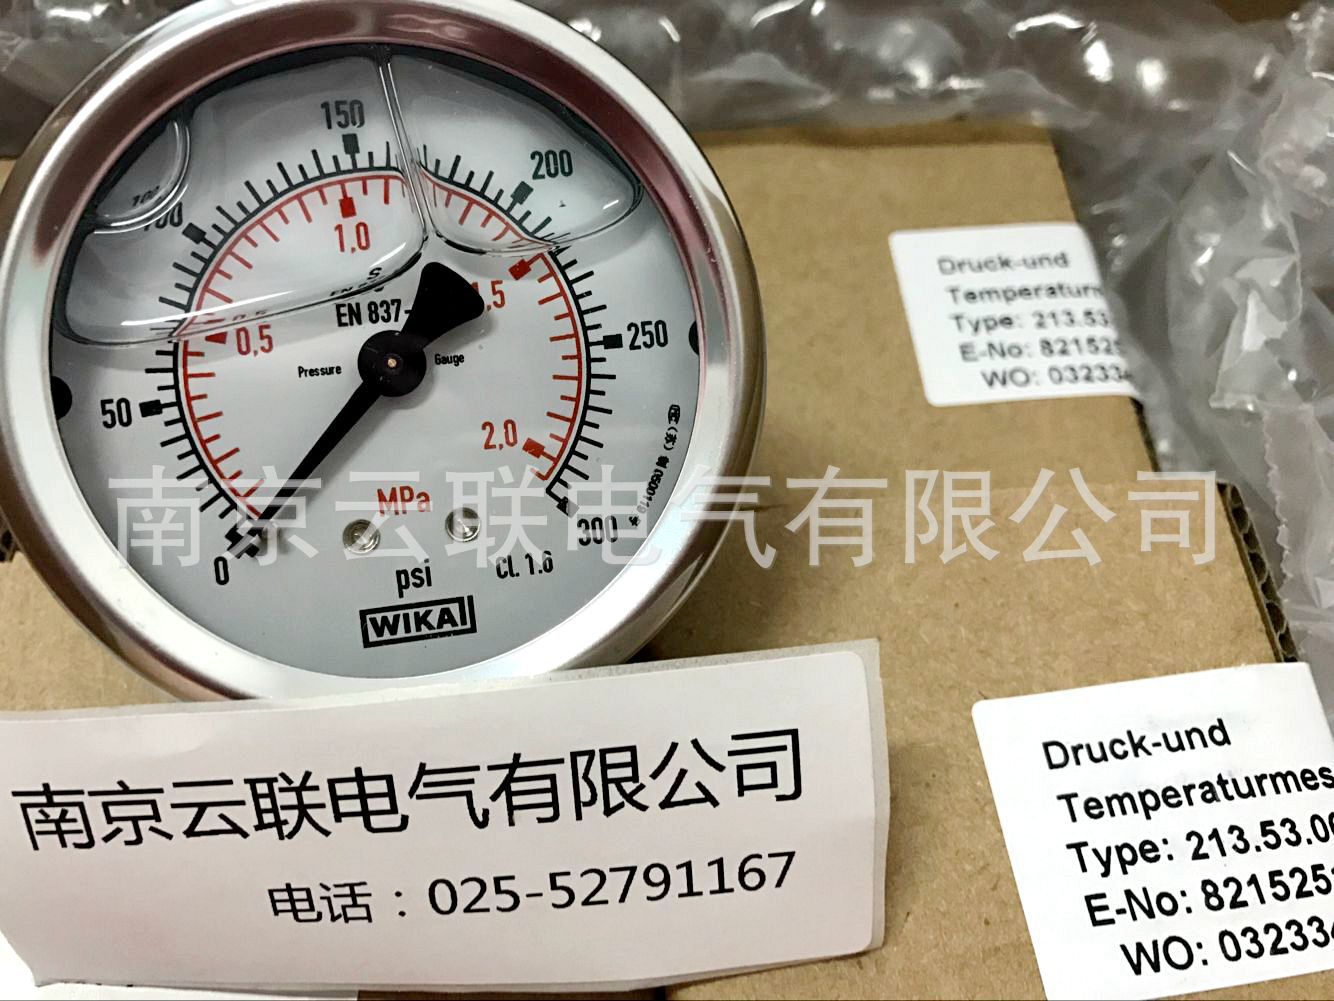 150
200
100
1,0
EN 837-
1,5
0,5
250
Pressure
Gauge
50
2,0
MPa
0
300
psi
Cl. 1.6
WIKA
南京云联电气有限公司
Druck-und
Temperaturm
Type: 213.53.
E-No: 82152
WO: 03233
南京云联电气有限公司
电话：025-52791167
Druck-und
Temperaturmes
Type: 213.53.0
E-No: 821525
WO: 03233